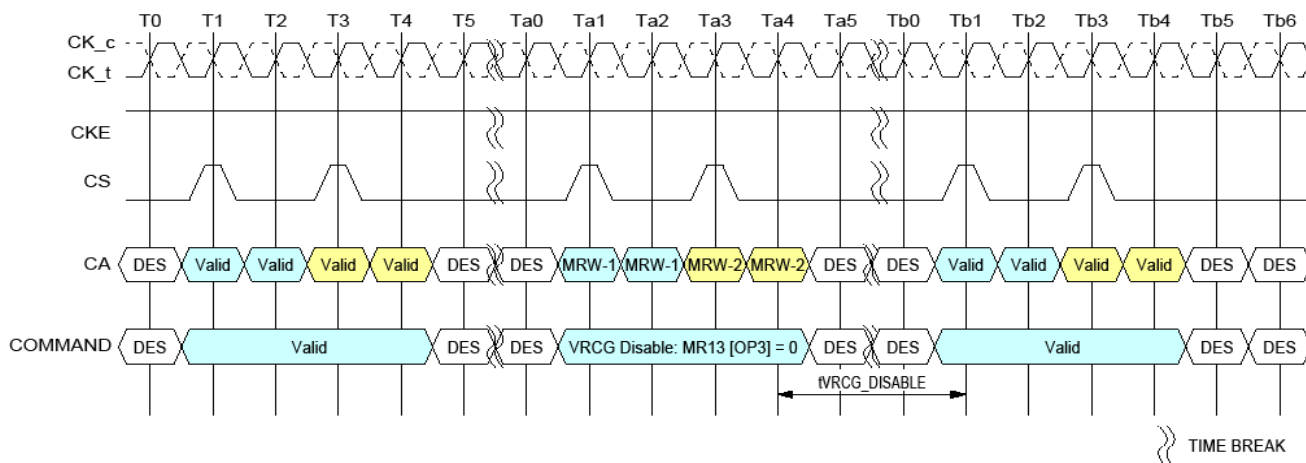 T0 T1 T2 T3 T4 T5 Ta0 Ta1 Ta2 Ta3 Ta4 Ta5 Tb0 Tb1 Tb2 Tb3 Tb4 Tb5 Tb6
CK_c
CK_t
CKE
CS
CA DES Valid Valid Valid Valid DES DES MRW-1 MRW-1 MRW-2 MRW-2 DES DES Valid Valid Valid Valid DES DES
COMMAND DES Valid DES DES VRCG Disable: MR13 [OP3] = 0 DES DES Valid DES DES
tVRCG_DISABLE
TIME BREAK